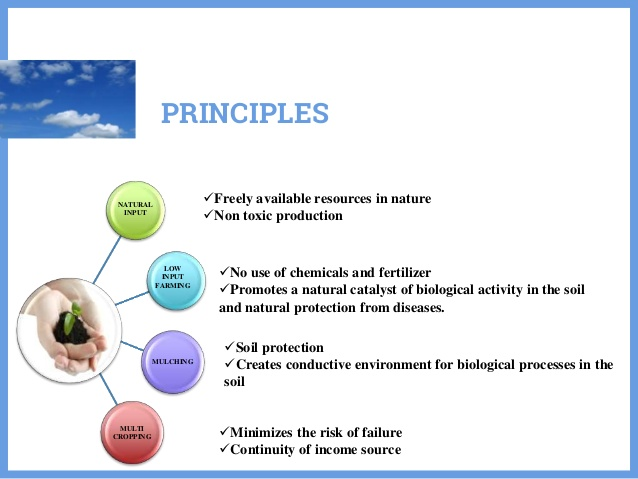 PRINCIPLES
NATURAL
INPUT
✓Freely available resources in nature
✓Non toxic production
LOW
INPUT
FARMING
✓No use of chemicals and fertilizer
✓Promotes a natural catalyst of biological activity in the soil
and natural protection from diseases.
MULCHING
✓Soil protection
✓Creates conductive environment for biological processes in the
soil
MULTI
CROPPING
✓Minimizes the risk of failure
✓Continuity of income source